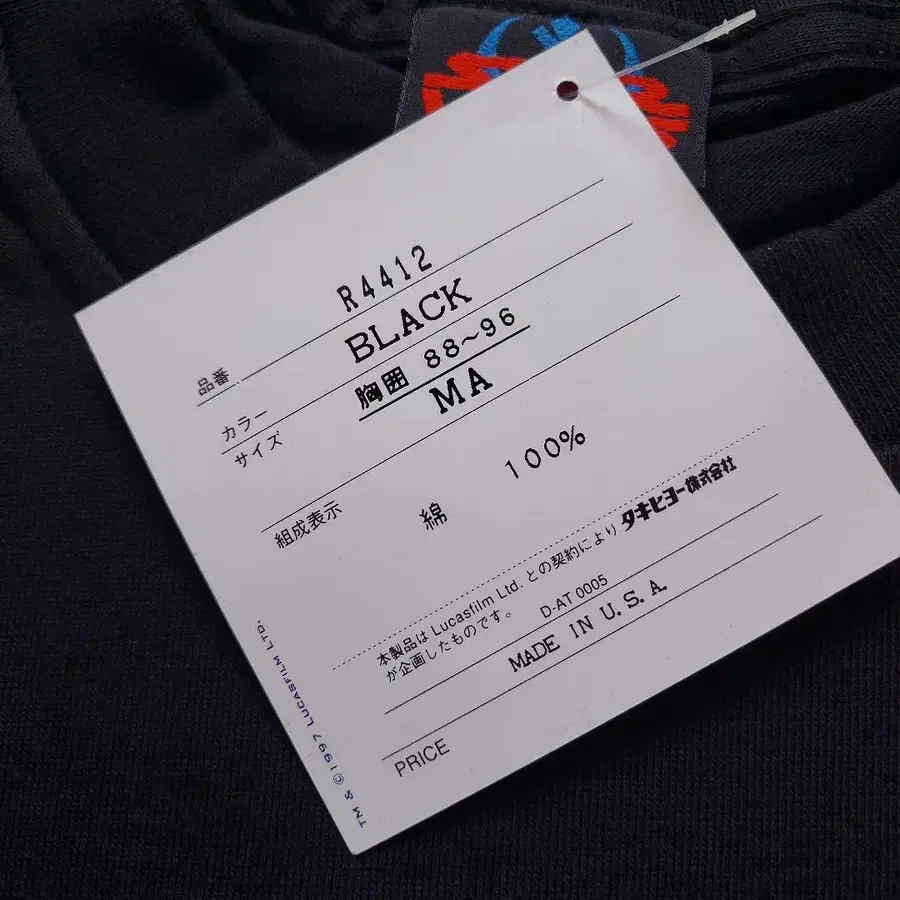 品番 R4412
カラー BLACK
サイズ 胸囲 88~96
MA
組成表示 綿 100%
本製品は Lucasfilm Ltd. との契約により タキヒヨー株式会社
が企画したものです。 D-AT 0005
MADE IN U.S.A.
PRICE
TM & © 1997 LUCASFILM LTD.